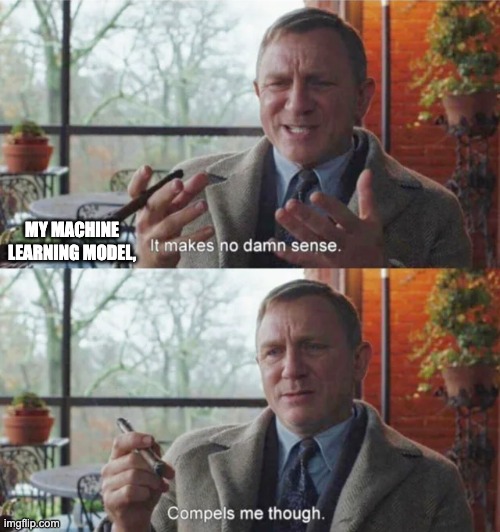 MY MACHINE
LEARNING MODEL,
It makes no damn sense.
Compels me though.
imgflip.com